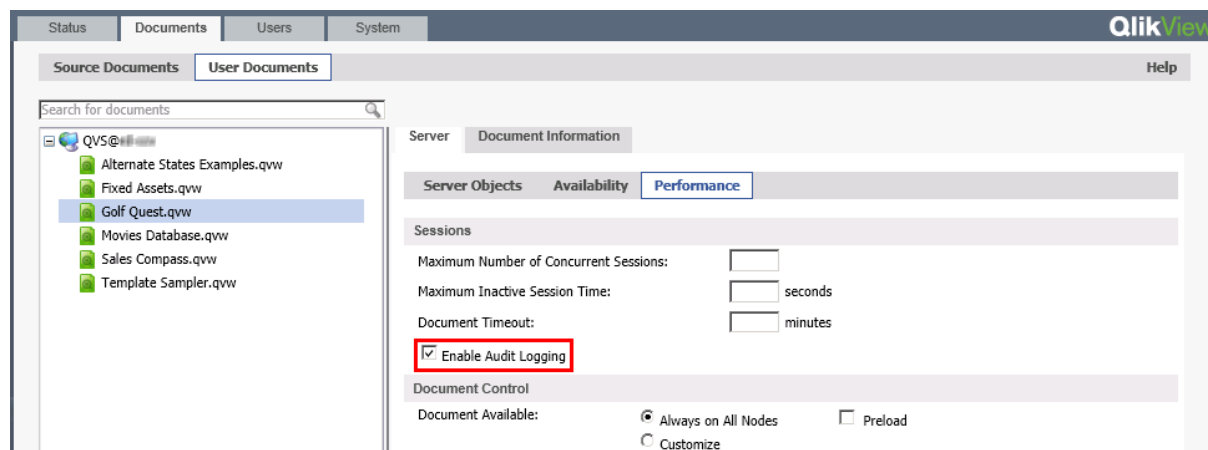 Status Documents Users System QlikView
Source Documents User Documents Help
Search for documents
QVS@
Alternate States Examples.qvw
Fixed Assets.qvw
Golf Quest.qvw
Movies Database.qvw
Sales Compass.qvw
Template Sampler.qvw
Server Document Information
Server Objects Availability Performance
Sessions
Maximum Number of Concurrent Sessions:
Maximum Inactive Session Time: seconds
Document Timeout: minutes
Enable Audit Logging
Document Control
Document Available: Always on All Nodes Preload
Customize